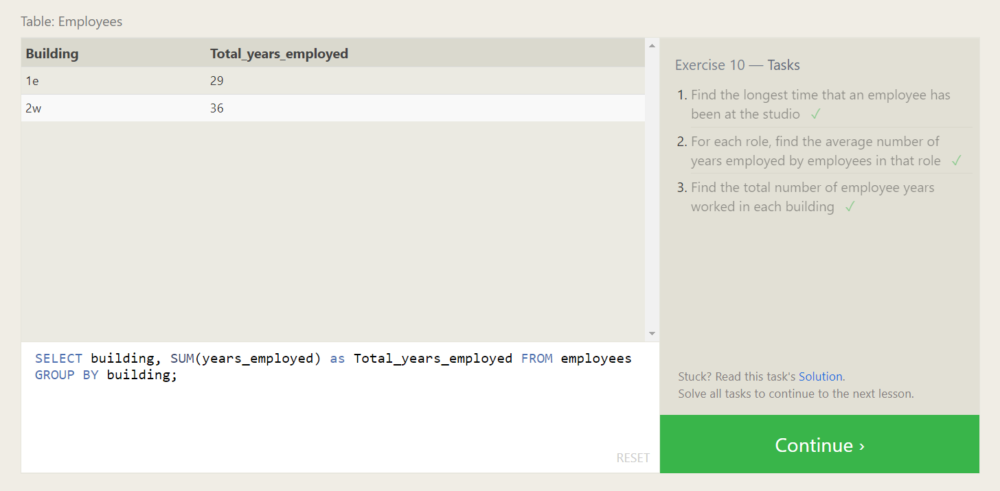 Table: Employees
Building Total_years_employed
1e 29
2w 36
SELECT building, SUM(years_employed) as Total_years_employed FROM employees
GROUP BY building;
RESET
Exercise 10 — Tasks
1. Find the longest time that an employee has
been at the studio ✓
2. For each role, find the average number of
years employed by employees in that role ✓
3. Find the total number of employee years
worked in each building ✓
Stuck? Read this task's Solution.
Solve all tasks to continue to the next lesson.
Continue ›